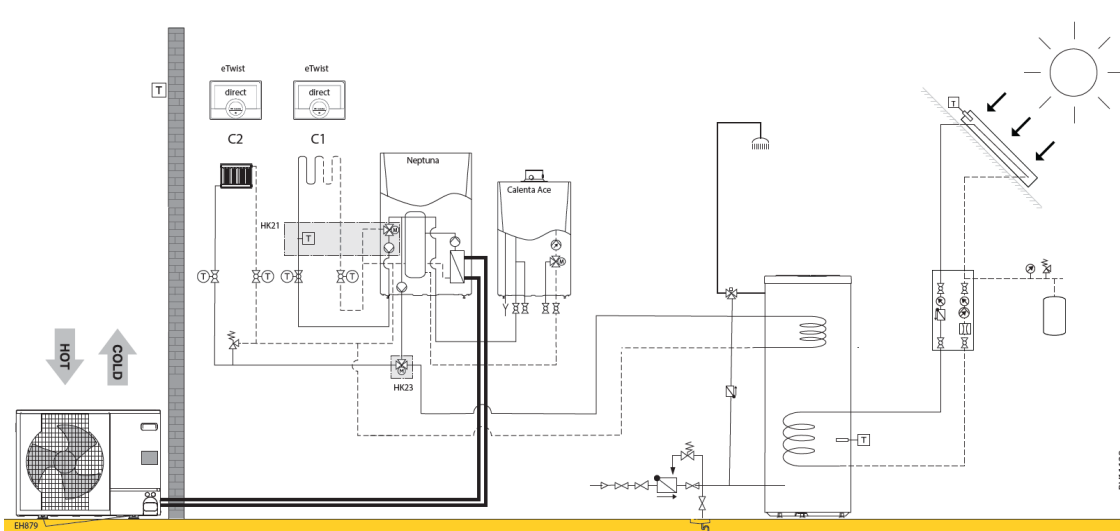 eTwist
eTwist
direct
direct
C2
C1
T
Neptuna
Calenta Ace
T
HK21
T
M
M
T
T
T
T
HK23
M
HOT
COLD
T
EH879